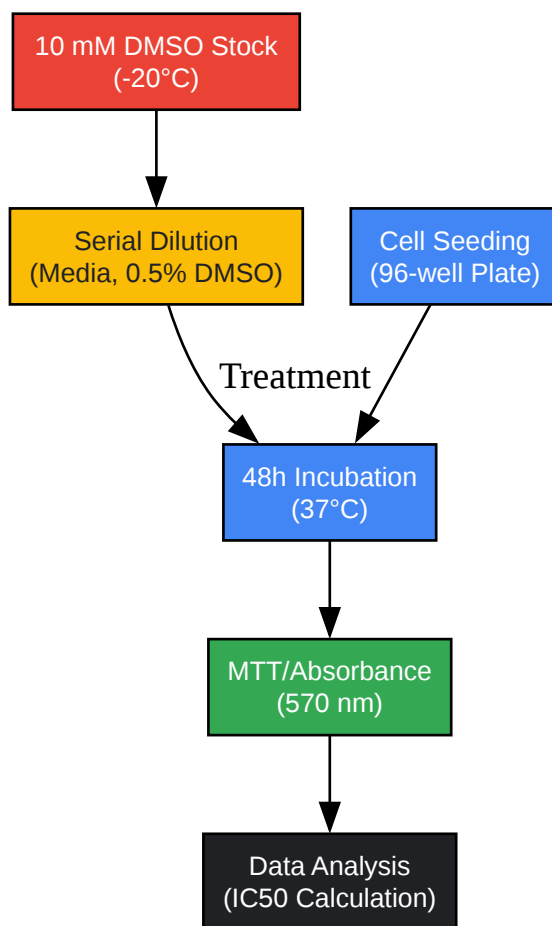 10 mM DMSO Stock
(-20°C)
Serial Dilution
(Media, 0.5% DMSO)
Cell Seeding
(96-well Plate)
Treatment
48h Incubation
(37°C)
MTT/Absorbance
(570 nm)
Data Analysis
(IC50 Calculation)